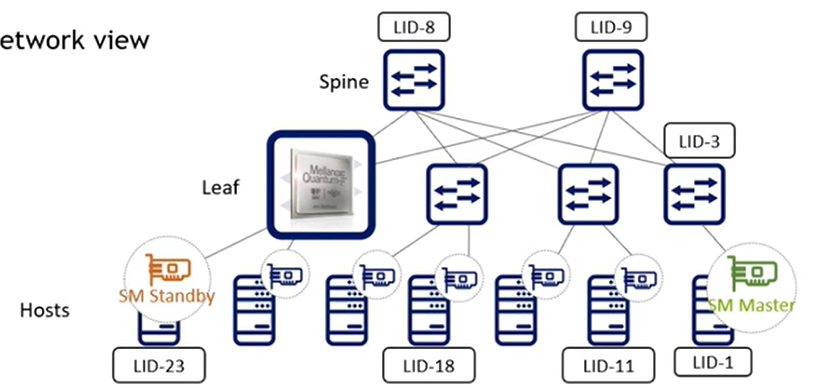 etwork view
LID-8
LID-9
Spine
LID-3
Mellanox
Leaf
SM Standby
SM Master
Hosts
LID-23
LID-18
LID-11
LID-1